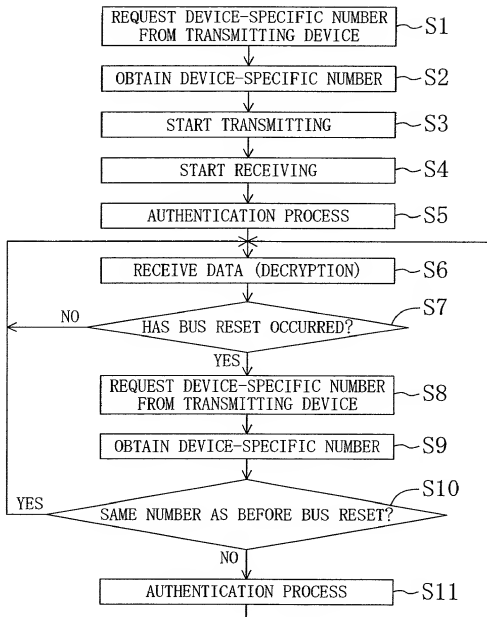 REQUEST DEVICE-SPECIFIC NUMBER
FROM TRANSMITTING DEVICE
S1
OBTAIN DEVICE-SPECIFIC NUMBER
S2
START TRANSMITTING
S3
START RECEIVING
S4
AUTHENTICATION PROCESS
S5
RECEIVE DATA (DECRYPTION)
S6
S7
NO
HAS BUS RESET OCCURRED?
YES
REQUEST DEVICE-SPECIFIC NUMBER
FROM TRANSMITTING DEVICE
S8
OBTAIN DEVICE-SPECIFIC NUMBER
S9
S10
YES
SAME NUMBER AS BEFORE BUS RESET?
NO
AUTHENTICATION PROCESS
S11